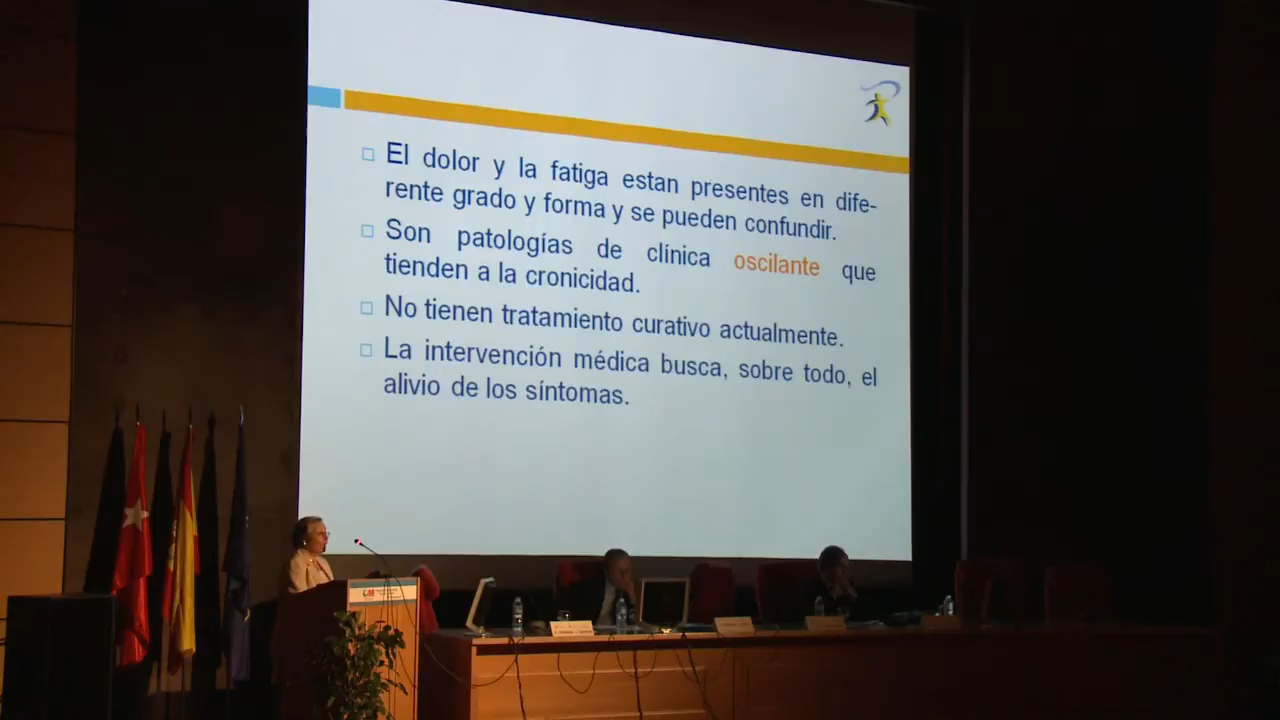 El dolor y la fatiga estan presentes en dife-
rente grado y forma y se pueden confundir.
Son patologías de clínica oscilante que
tienden a la cronicidad.
No tienen tratamiento curativo actualmente.
La intervención médica busca, sobre todo, el
alivio de los síntomas.